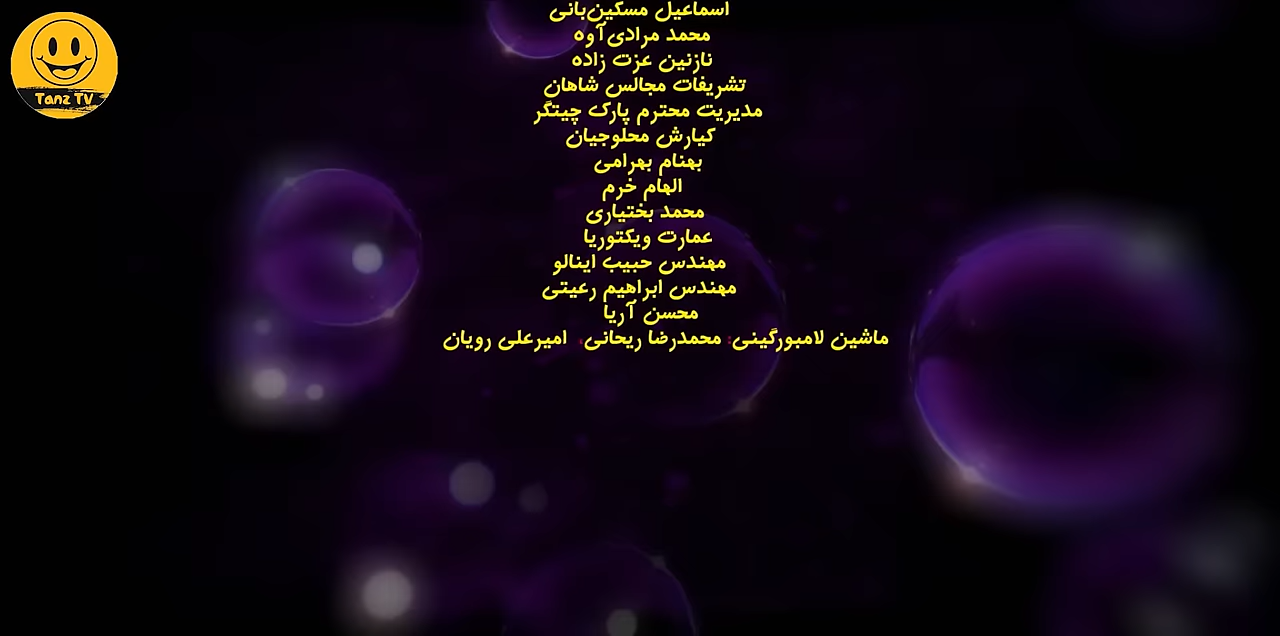 Tanz TV
اسماعیل مسکین‌بانی
محمد مرادی‌آوه
نازنین عزت زاده
تشریفات مجالس شاهان
مدیریت محترم پارک چیتگر
کیارش محلوجیان
بهنام بهرامی
الهام خرم
محمد بختیاری
عمارت ویکتوریا
مهندس حبیب اینالو
مهندس ابراهیم رعیتی
محسن آریا
ماشین لامبورگینی: محمدرضا ریحانی، امیرعلی رویان